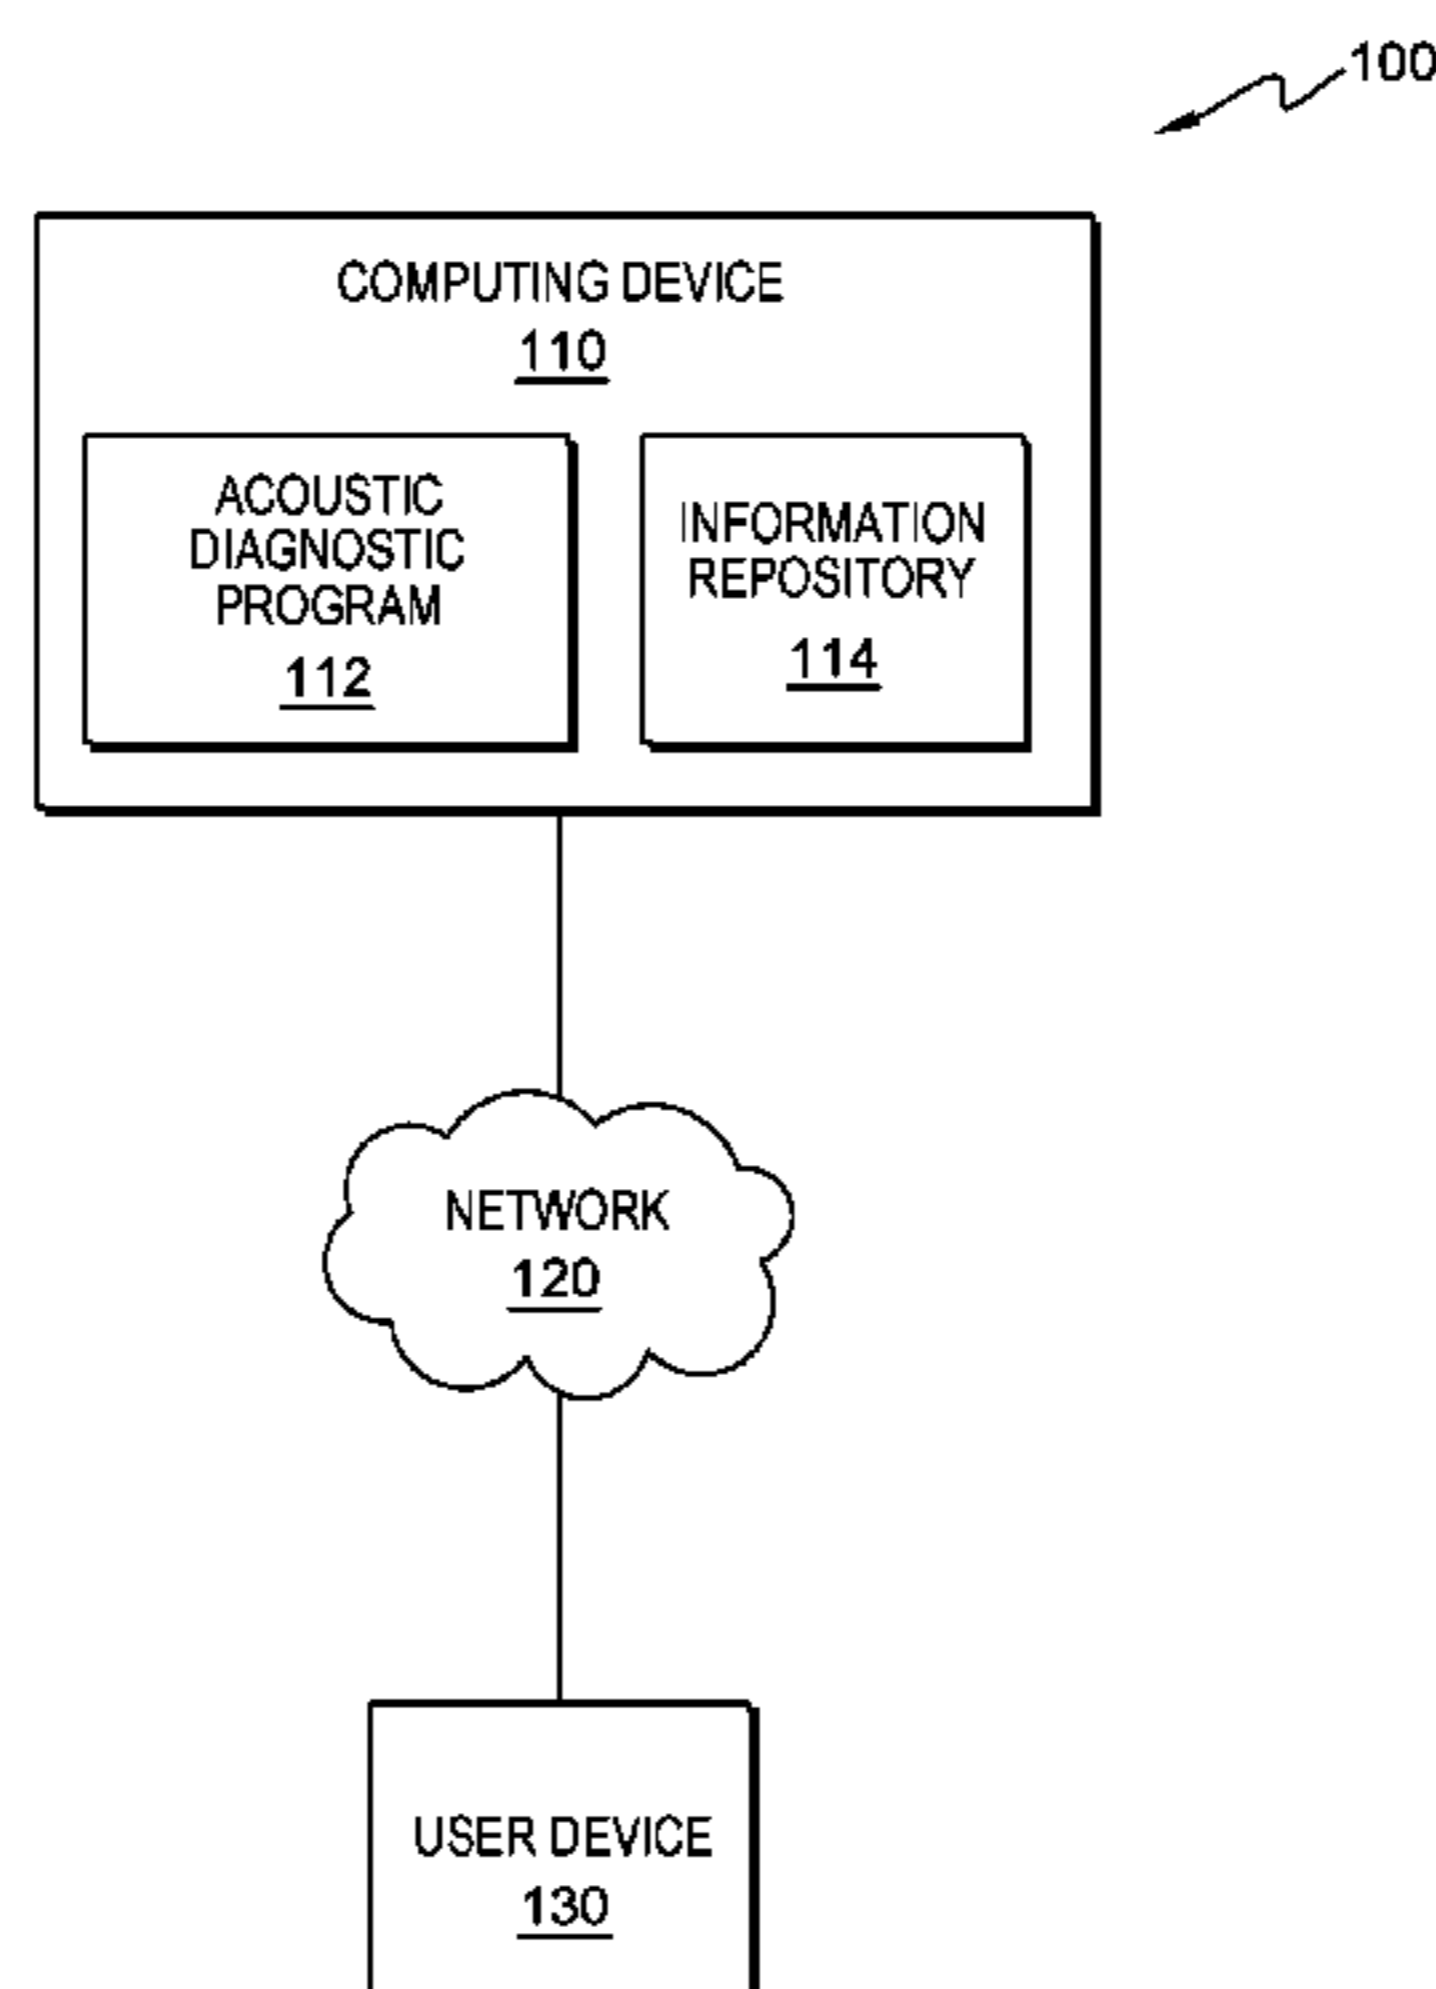 100
COMPUTING DEVICE
110
ACOUSTIC
DIAGNOSTIC
PROGRAM
112
INFORMATION
REPOSITORY
114
NETWORK
120
USER DEVICE
130